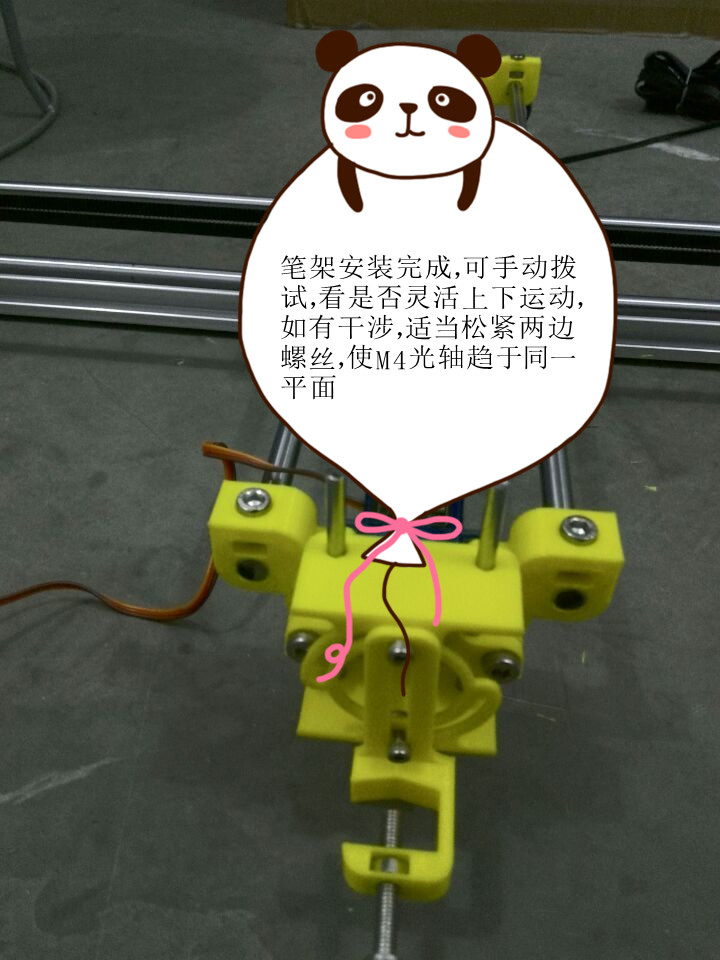 笔架安装完成,可手动拨
试,看是否灵活上下运动,
如有干涉,适当松紧两边
螺丝,使M4光轴趋于同一
平面